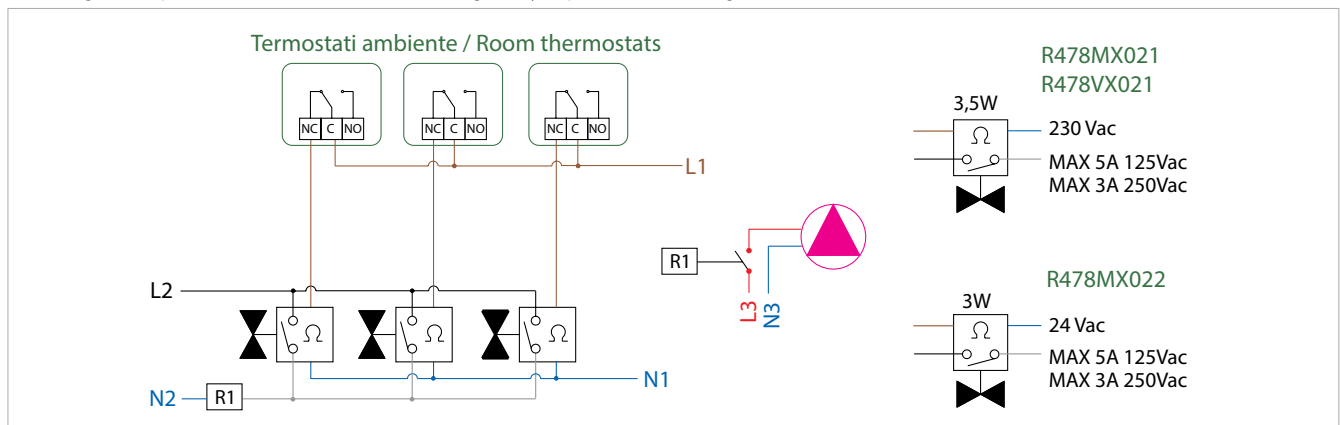 Termostati ambiente / Room thermostats
NC C NO
NC C NO
NC C NO
L1
L2
Ω
Ω
Ω
N1
N2
R1
R1
L3
N3
R478MX021
R478VX021
3,5W
Ω
230 Vac
MAX 5A 125Vac
MAX 3A 250Vac
R478MX022
3W
Ω
24 Vac
MAX 5A 125Vac
MAX 3A 250Vac